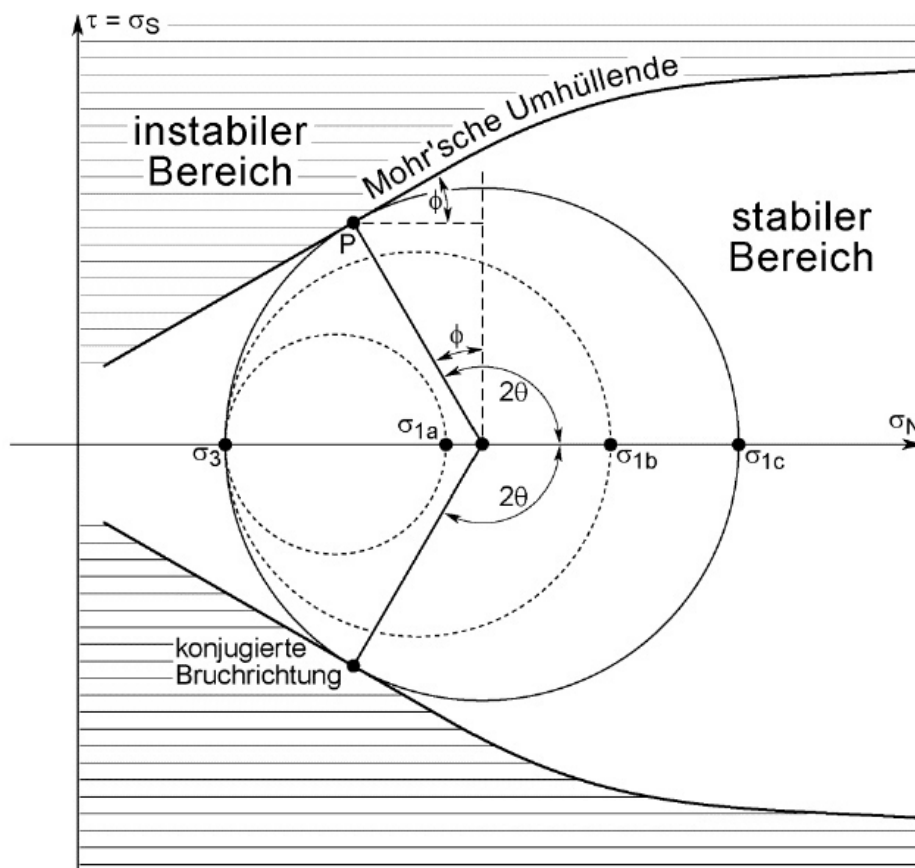 τ = σS
Mohr'sche Umhüllende
instabiler
Bereich
ϕ
stabiler
Bereich
P
ϕ
2θ
σ1a
σN
σ3
σ1b
σ1c
2θ
konjugierte
Bruchrichtung